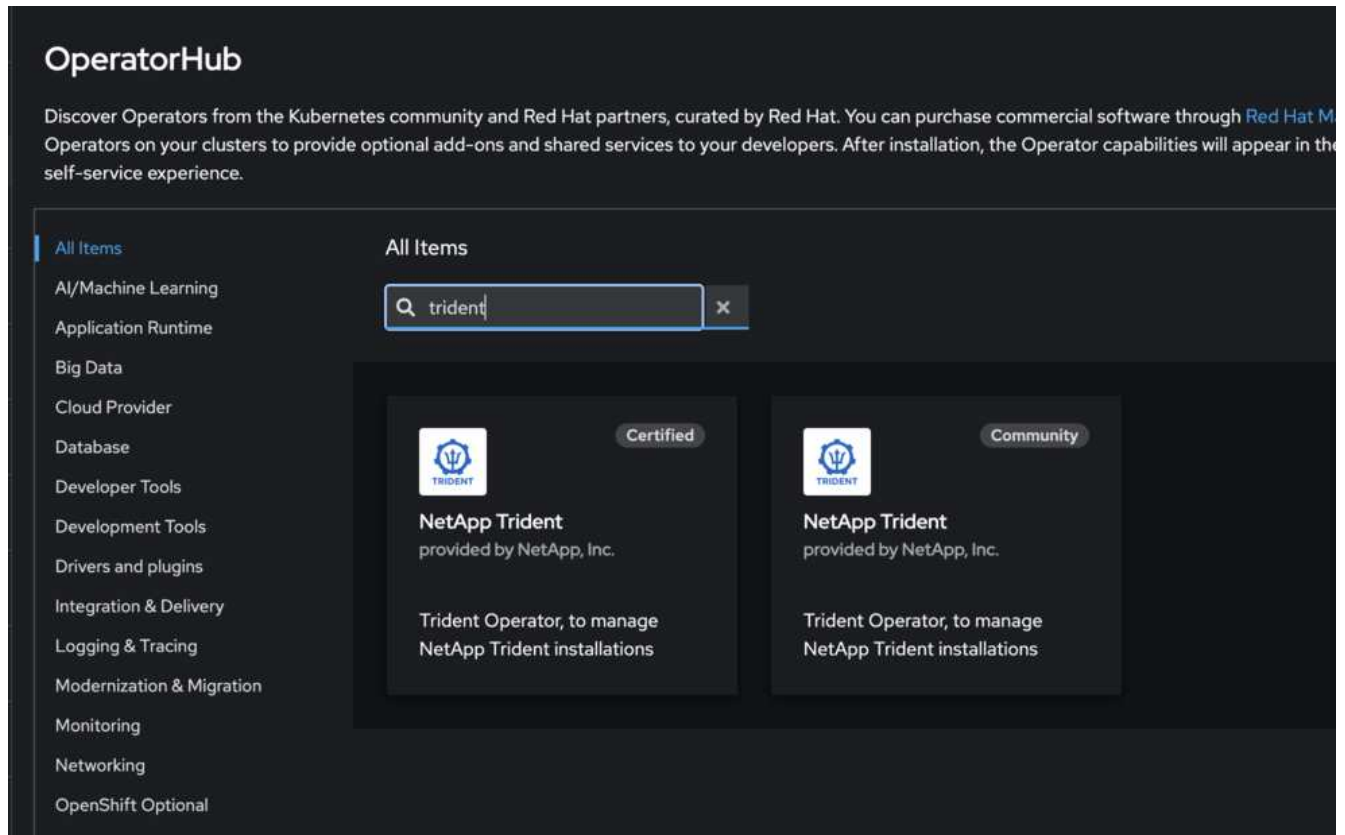 OperatorHub
Discover Operators from the Kubernetes community and Red Hat partners, curated by Red Hat. You can purchase commercial software through Red Hat
Operators on your clusters to provide optional add-ons and shared services to your developers. After installation, the Operator capabilities will appear in
self-service experience.
All Items
AI/Machine Learning
Application Runtime
Big Data
Cloud Provider
Database
Developer Tools
Development Tools
Drivers and plugins
Integration & Delivery
Logging & Tracing
Modernization & Migration
Monitoring
Networking
OpenShift Optional
All Items
trident
Certified
TRIDENT
NetApp Trident
provided by NetApp, Inc.
Trident Operator, to manage
NetApp Trident installations
Community
TRIDENT
NetApp Trident
provided by NetApp, Inc.
Trident Operator, to manage
NetApp Trident installations